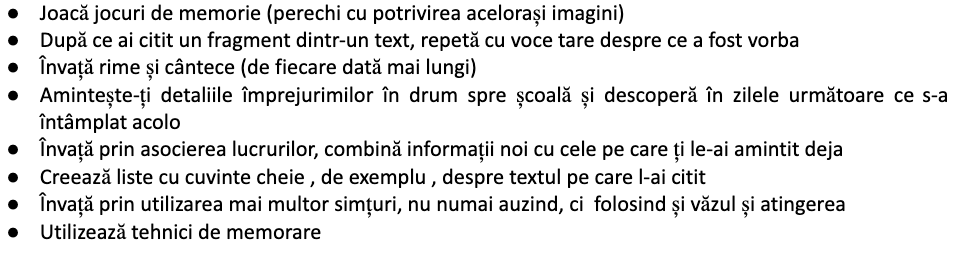 ● Joacă jocuri de memorie (perechi cu potrivirea acelorași imagini)
● După ce ai citit un fragment dintr-un text, repetă cu voce tare despre ce a fost vorba
● Învață rime și cântece (de fiecare dată mai lungi)
● Amintește-ți detaliile împrejurimilor în drum spre școală și descoperă în zilele următoare ce s-a
întâmplat acolo
● Învață prin asocierea lucrurilor, combină informații noi cu cele pe care ți le-ai amintit deja
● Creează liste cu cuvinte cheie , de exemplu , despre textul pe care l-ai citit
● Învață prin utilizarea mai multor simțuri, nu numai auzind, ci  folosind și văzul și atingerea
● Utilizează tehnici de memorare